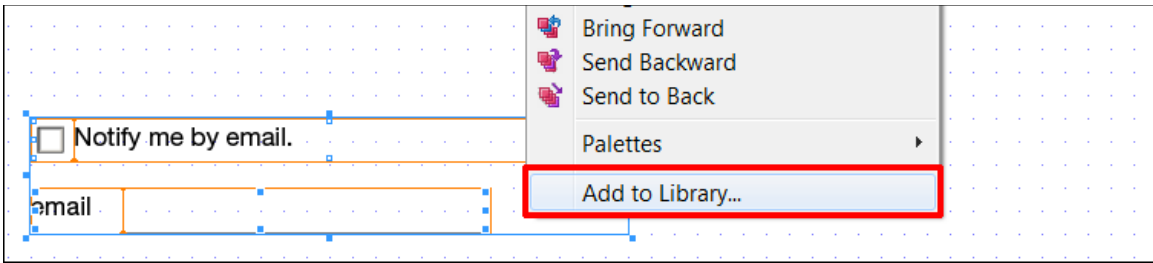 Bring Forward
Send Backward
Send to Back
Notify me by email.
Palettes
Add to Library...
email